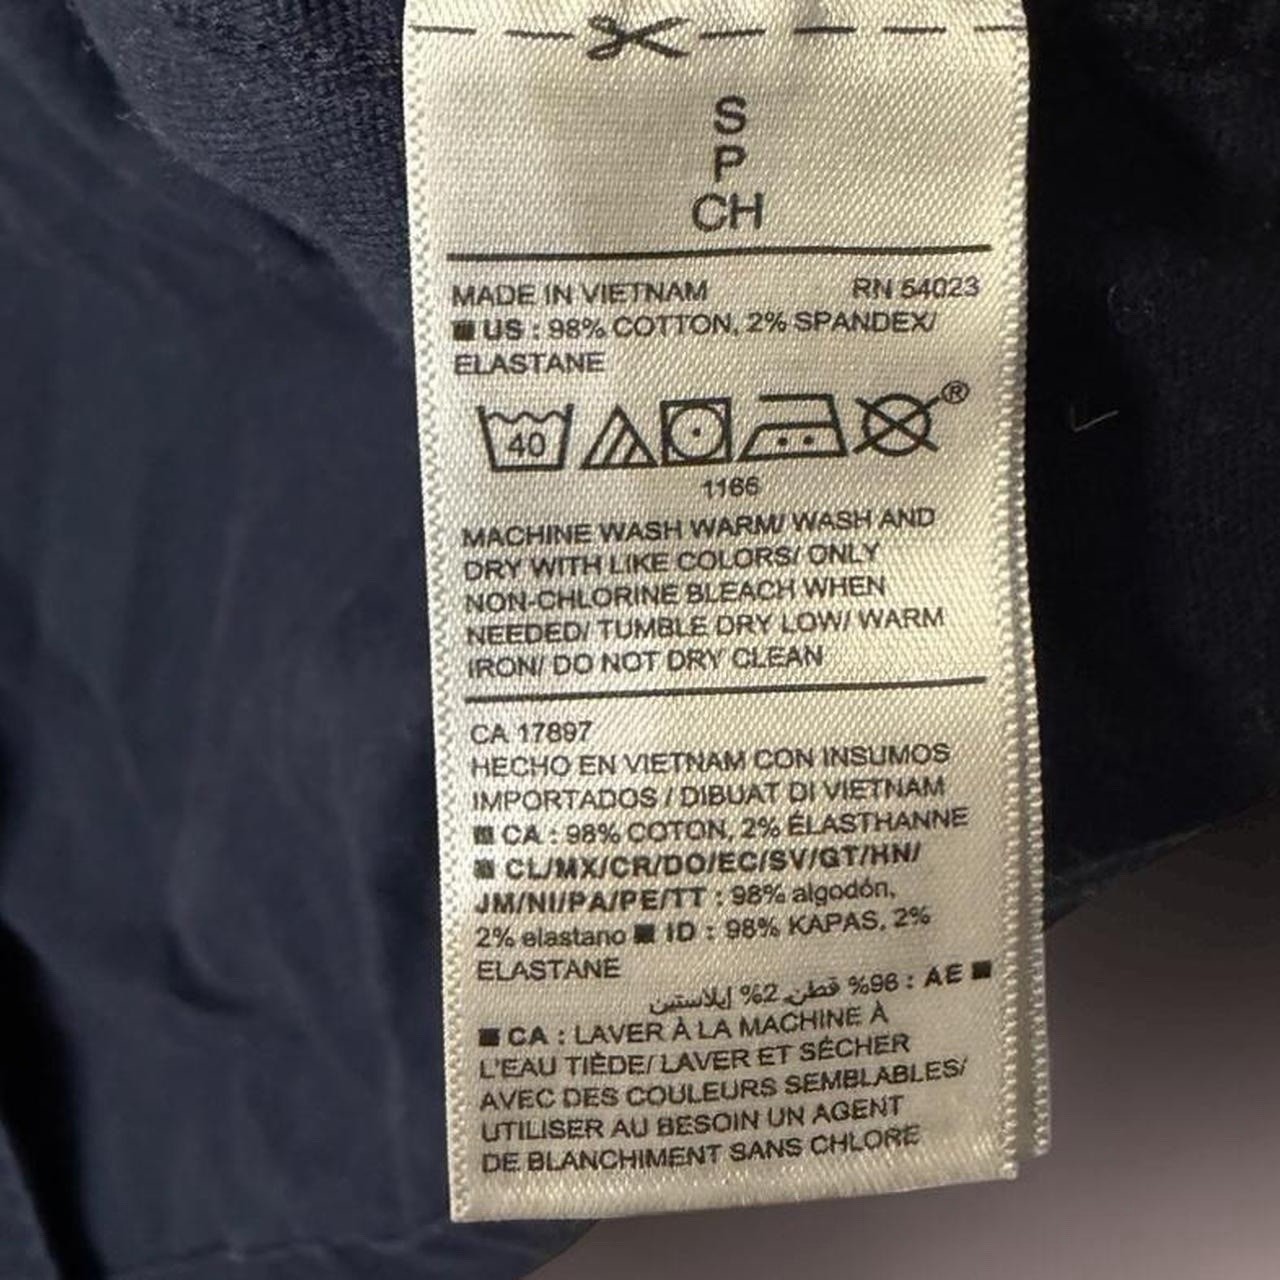 S
P
CH
MADE IN VIETNAM RN 54023
■ US : 98% COTTON, 2% SPANDEX/
ELASTANE
40 ®
1166
MACHINE WASH WARM/ WASH AND
DRY WITH LIKE COLORS/ ONLY
NON-CHLORINE BLEACH WHEN
NEEDED/ TUMBLE DRY LOW/ WARM
IRON/ DO NOT DRY CLEAN
CA 17897
HECHO EN VIETNAM CON INSUMOS
IMPORTADOS / DIBUAT DI VIETNAM
■ CA : 98% COTON, 2% ÉLASTHANNE
■ CL/MX/CR/DO/EC/SV/GT/HN/
JM/NI/PA/PE/TT : 98% algodón,
2% elastano ■ ID : 98% KAPAS, 2%
ELASTANE
■ AE : %98 قطن, 2% إيلاستين
■ CA : LAVER À LA MACHINE À
L'EAU TIÈDE/ LAVER ET SÉCHER
AVEC DES COULEURS SEMBLABLES/
UTILISER AU BESOIN UN AGENT
DE BLANCHIMENT SANS CHLORE